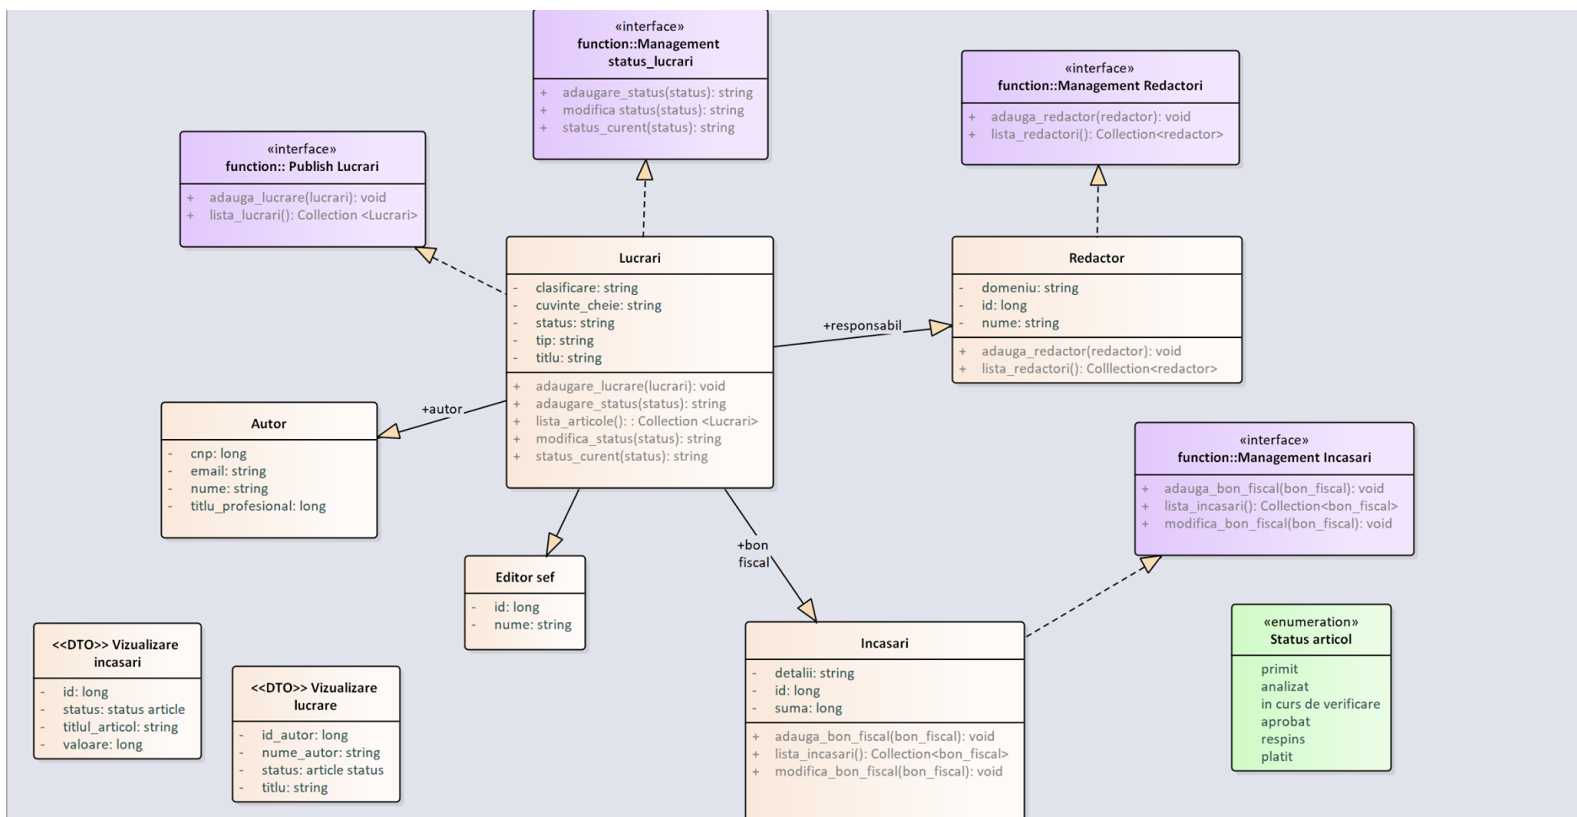 «interface»
function::Management
status_lucrari
+ adaugare_status(status): string
+ modifica status(status): string
+ status_curent(status): string
«interface»
function::Management Redactori
+ adauga_redactor(redactor): void
+ lista_redactori(): Collection<redactor>
«interface»
function:: Publish Lucrari
+ adauga_lucrare(lucrari): void
+ lista_lucrari(): Collection <Lucrari>
Lucrari
- clasificare: string
- cuvinte_cheie: string
- status: string
- tip: string
- titlu: string
+ adaugare_lucrare(lucrari): void
+ adaugare_status(status): string
+ lista_articole(): : Collection <Lucrari>
+ modifica_status(status): string
+ status_curent(status): string
Redactor
- domeniu: string
- id: long
- nume: string
+ adauga_redactor(redactor): void
+ lista_redactori(): Colllection<redactor>
+responsabil
+autor
Autor
- cnp: long
- email: string
- nume: string
- titlu_profesional: long
«interface»
function::Management Incasari
+ adauga_bon_fiscal(bon_fiscal): void
+ lista_incasari(): Collection<bon_fiscal>
+ modifica_bon_fiscal(bon_fiscal): void
+bon
fiscal
Editor sef
- id: long
- nume: string
<<DTO>> Vizualizare
incasari
- id: long
- status: status article
- titlul_articol: string
- valoare: long
<<DTO>> Vizualizare
lucrare
- id_autor: long
- nume_autor: string
- status: article status
- titlu: string
Incasari
- detalii: string
- id: long
- suma: long
+ adauga_bon_fiscal(bon_fiscal): void
+ lista_incasari(): Collection<bon_fiscal>
+ modifica_bon_fiscal(bon_fiscal): void
«enumeration»
Status articol
primit
analizat
in curs de verificare
aprobat
respins
platit